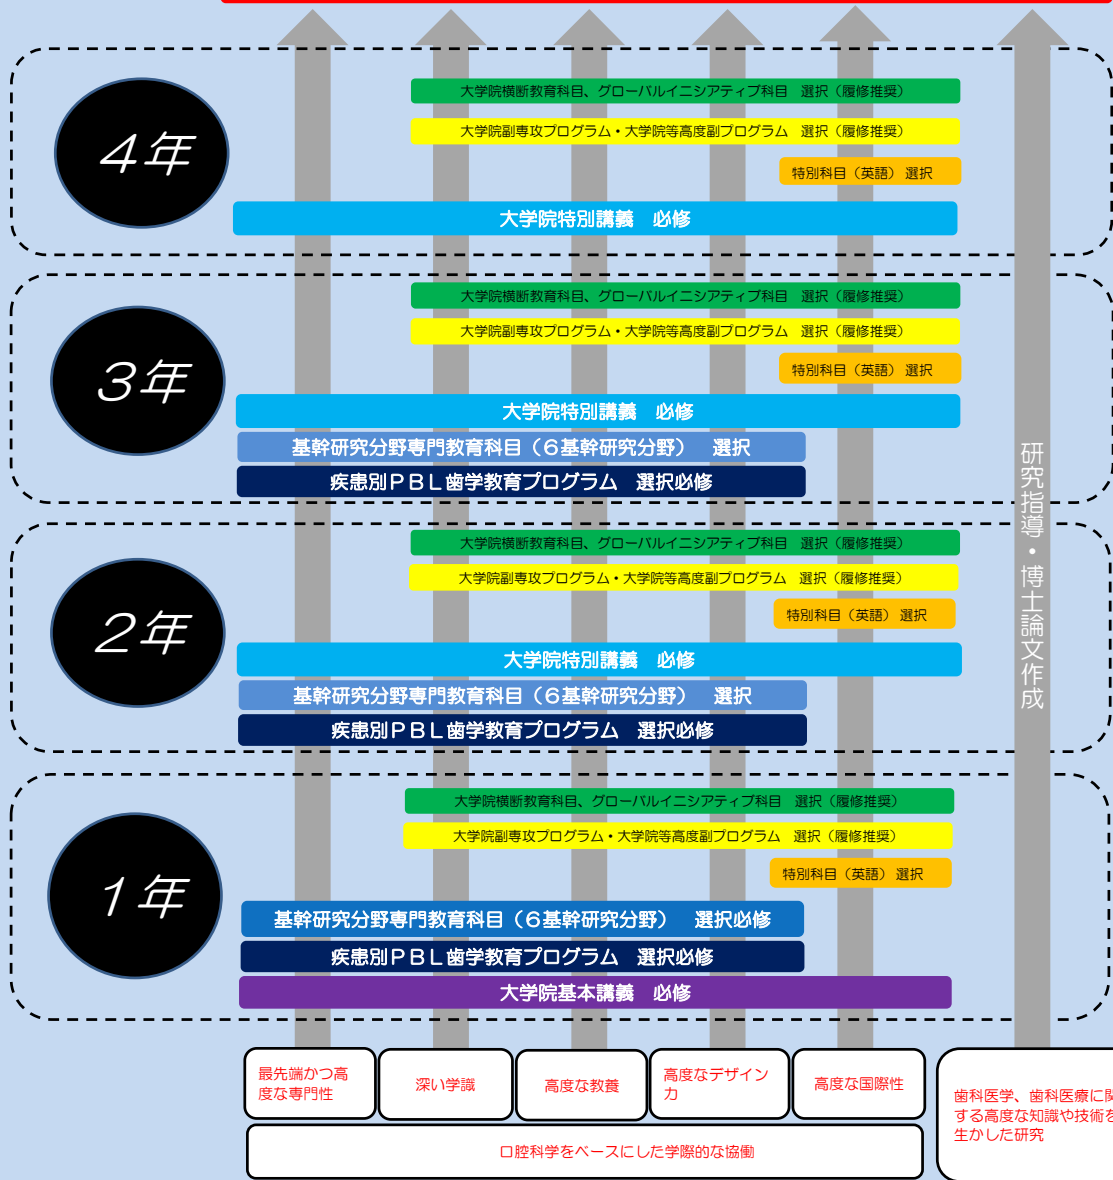 4年
大学院横断教育科目、グローバルイニシアティブ科目　選択（履修推奨）
大学院副専攻プログラム・大学院等高度副プログラム　選択（履修推奨）
特別科目（英語） 選択
大学院特別講義　必修
3年
大学院横断教育科目、グローバルイニシアティブ科目　選択（履修推奨）
大学院副専攻プログラム・大学院等高度副プログラム　選択（履修推奨）
特別科目（英語） 選択
大学院特別講義　必修
基幹研究分野専門教育科目（６基幹研究分野）　選択
疾患別ＰＢＬ歯学教育プログラム　選択必修
2年
大学院横断教育科目、グローバルイニシアティブ科目　選択（履修推奨）
大学院副専攻プログラム・大学院等高度副プログラム　選択（履修推奨）
特別科目（英語） 選択
大学院特別講義　必修
基幹研究分野専門教育科目（６基幹研究分野）　選択
疾患別ＰＢＬ歯学教育プログラム　選択必修
1年
大学院横断教育科目、グローバルイニシアティブ科目　選択（履修推奨）
大学院副専攻プログラム・大学院等高度副プログラム　選択（履修推奨）
特別科目（英語） 選択
基幹研究分野専門教育科目（６基幹研究分野）　選択必修
疾患別ＰＢＬ歯学教育プログラム　選択必修
大学院基本講義　必修
研究指導・博士論文作成
最先端かつ高
度な専門性
深い学識
高度な教養
高度なデザイン
力
高度な国際性
口腔科学をベースにした学際的な協働
歯科医学、歯科医療に関
する高度な知識や技術を
生かした研究